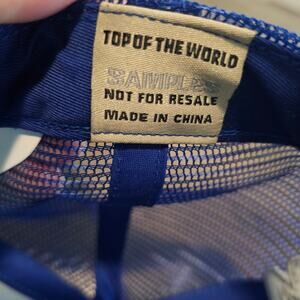 TOP OF THE WORLD
SAMPLES
NOT FOR RESALE
MADE IN CHINA